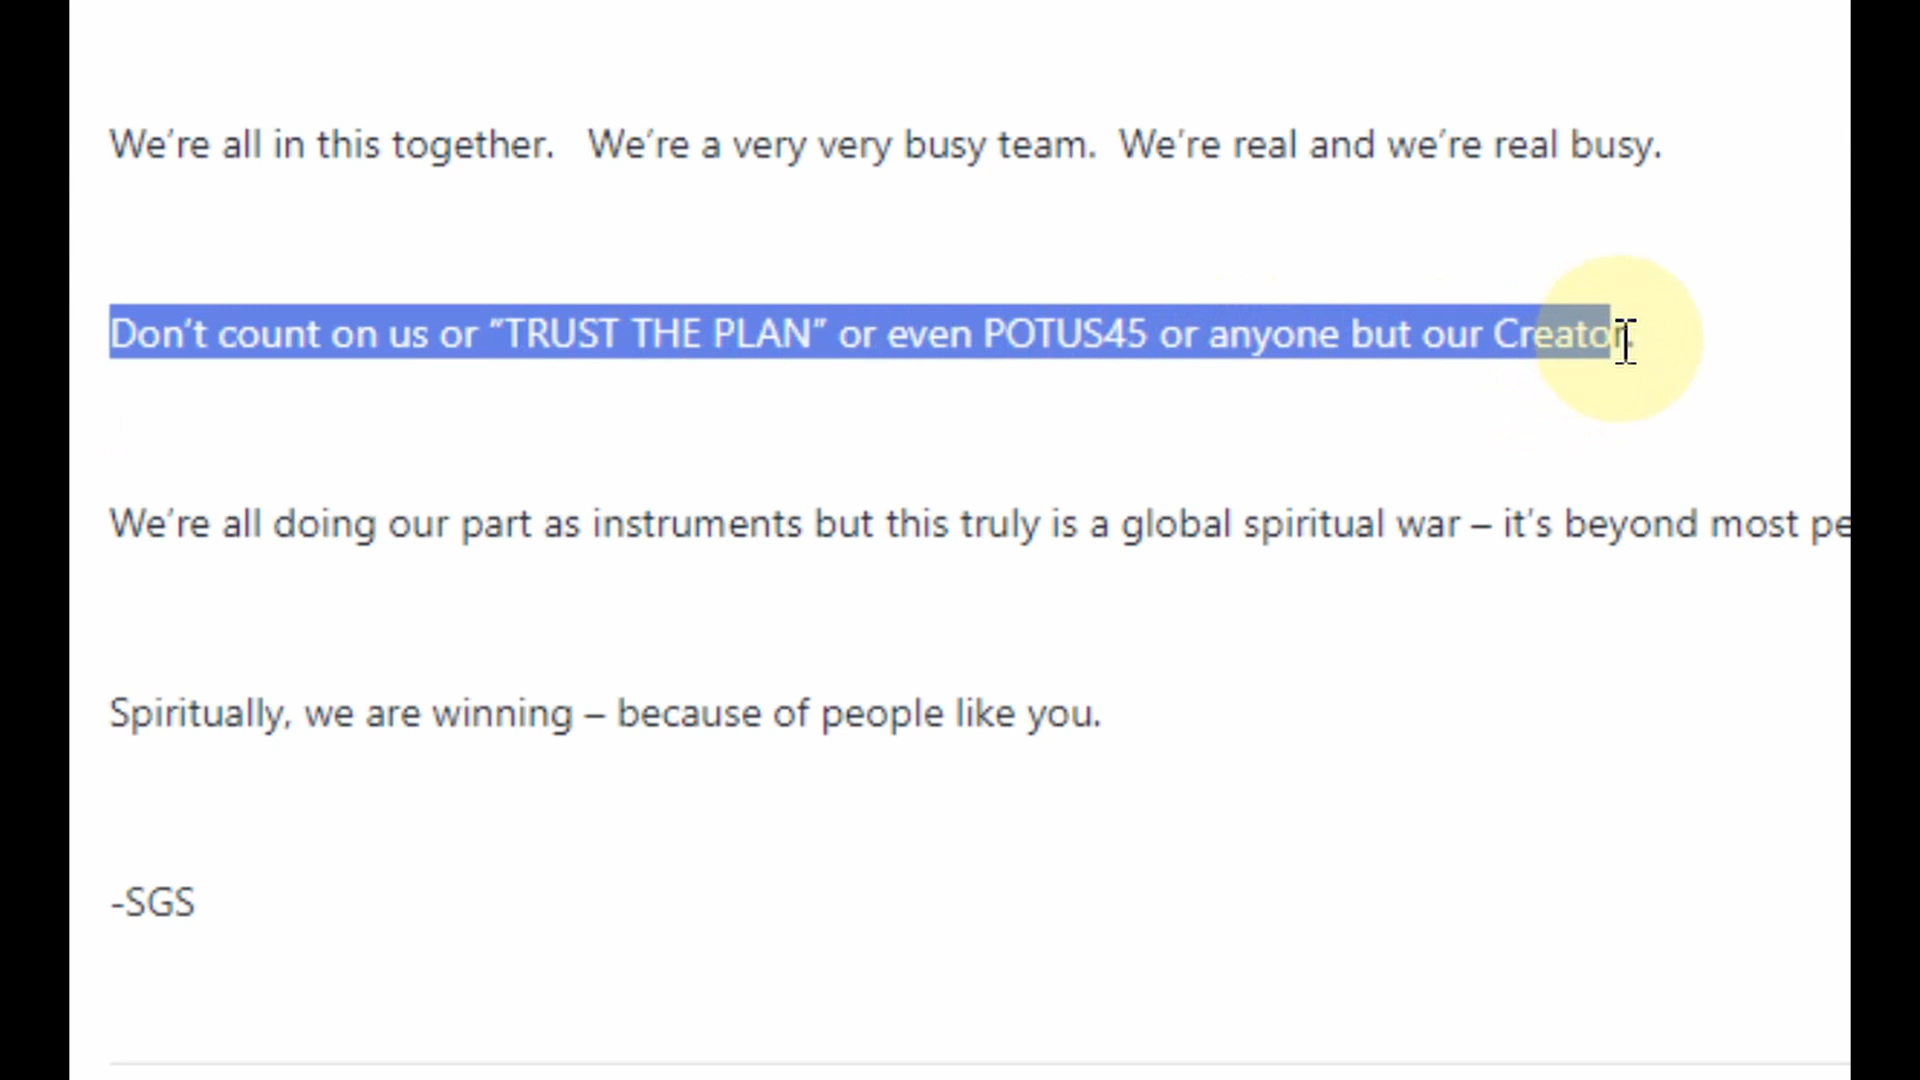 We’re all in this together.   We’re a very very busy team.  We’re real and we’re real busy.
Don’t count on us or “TRUST THE PLAN” or even POTUS45 or anyone but our Creator.
We’re all doing our part as instruments but this truly is a global spiritual war – it’s beyond most
Spiritually, we are winning – because of people like you.
-SGS